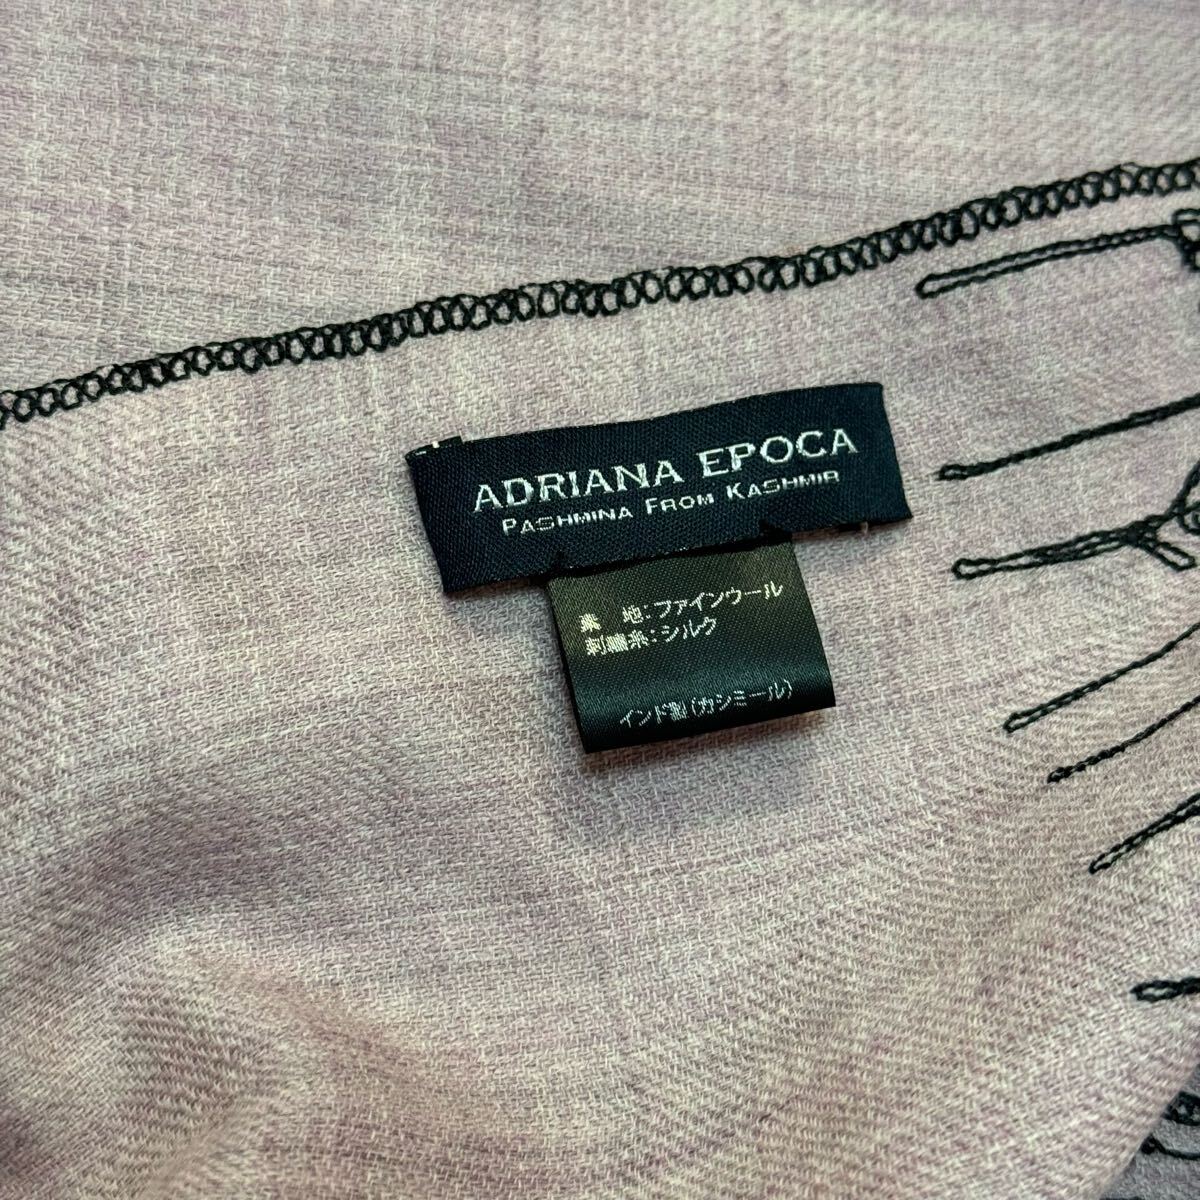 ADRIANA EPOCA
PASHMINA FROM KASHMIR
素 地:ファインウール
刺繍糸:シルク
インド製(カシミール)